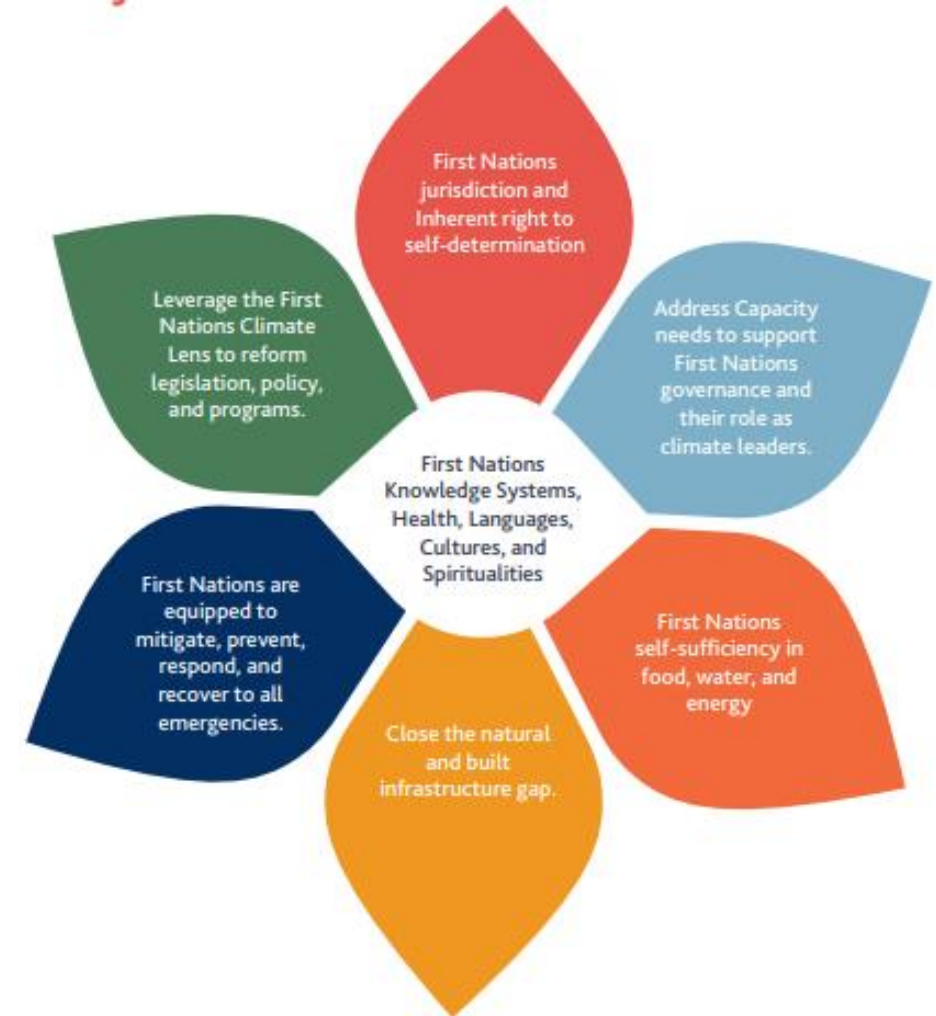 First Nations
jurisdiction and
Inherent right to
self-determination
Address Capacity
needs to support
First Nations
governance and
their role as
climate leaders.
First Nations
self-sufficiency in
food, water, and
energy
Close the natural
and built
infrastructure gap.
First Nations are
equipped to
mitigate, prevent,
respond, and
recover to all
emergencies.
Leverage the First
Nations Climate
Lens to reform
legislation, policy,
and programs.
First Nations
Knowledge Systems,
Health, Languages,
Cultures, and
Spiritualities